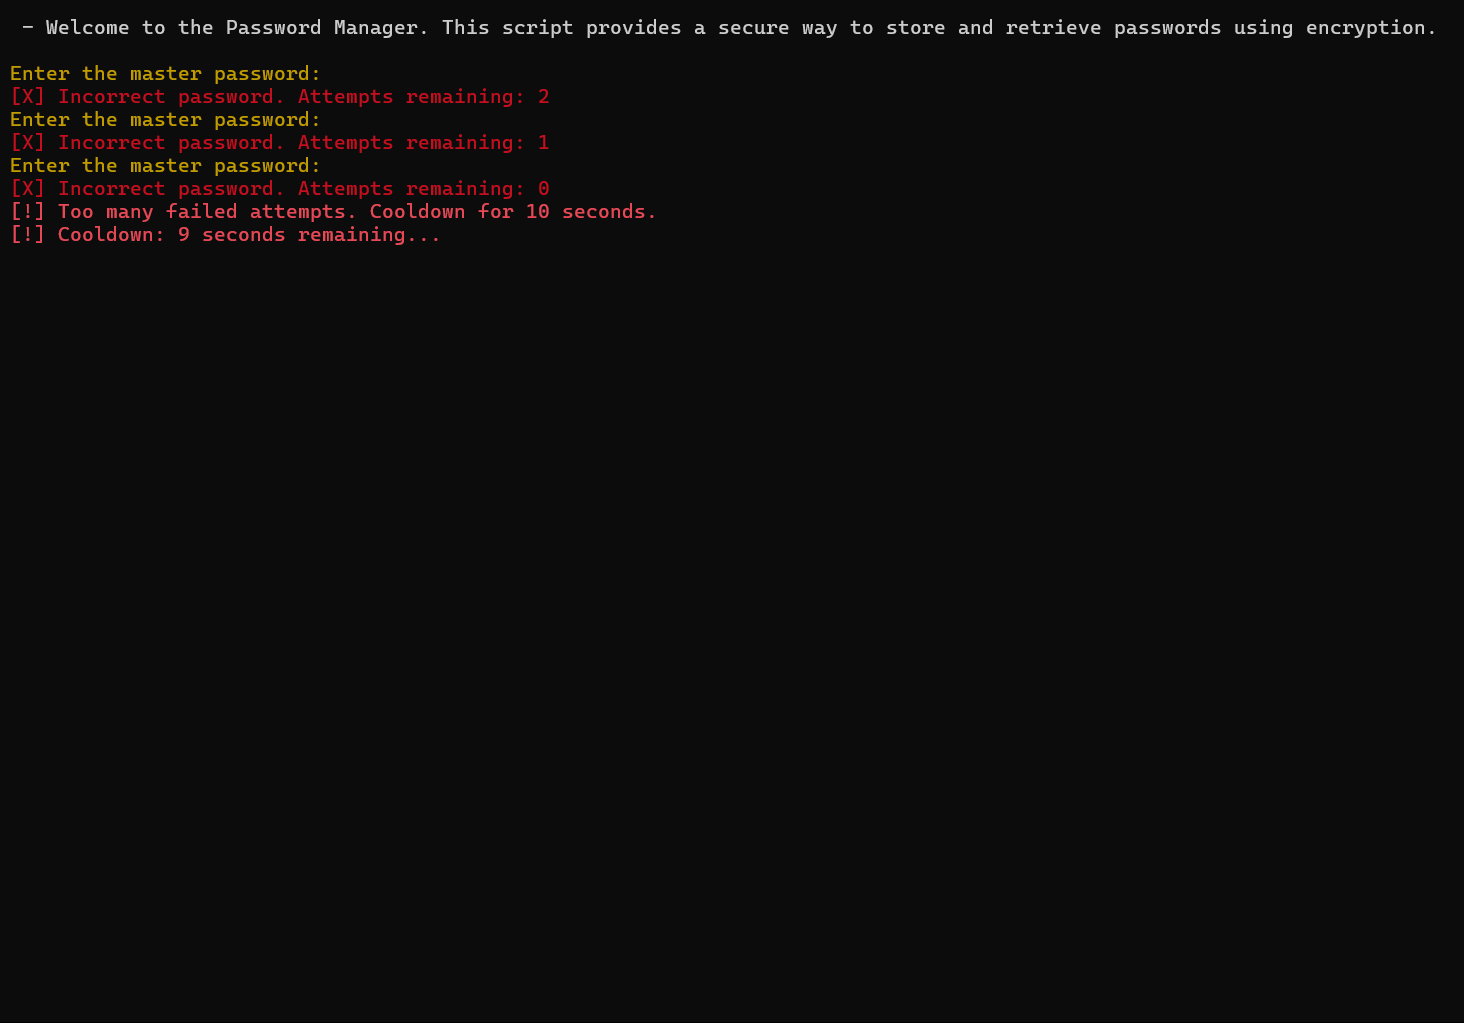 - Welcome to the Password Manager. This script provides a secure way to store and retrieve passwords using encryption.
Enter the master password:
[X] Incorrect password. Attempts remaining: 2
Enter the master password:
[X] Incorrect password. Attempts remaining: 1
Enter the master password:
[X] Incorrect password. Attempts remaining: 0
[!] Too many failed attempts. Cooldown for 10 seconds.
[!] Cooldown: 9 seconds remaining...